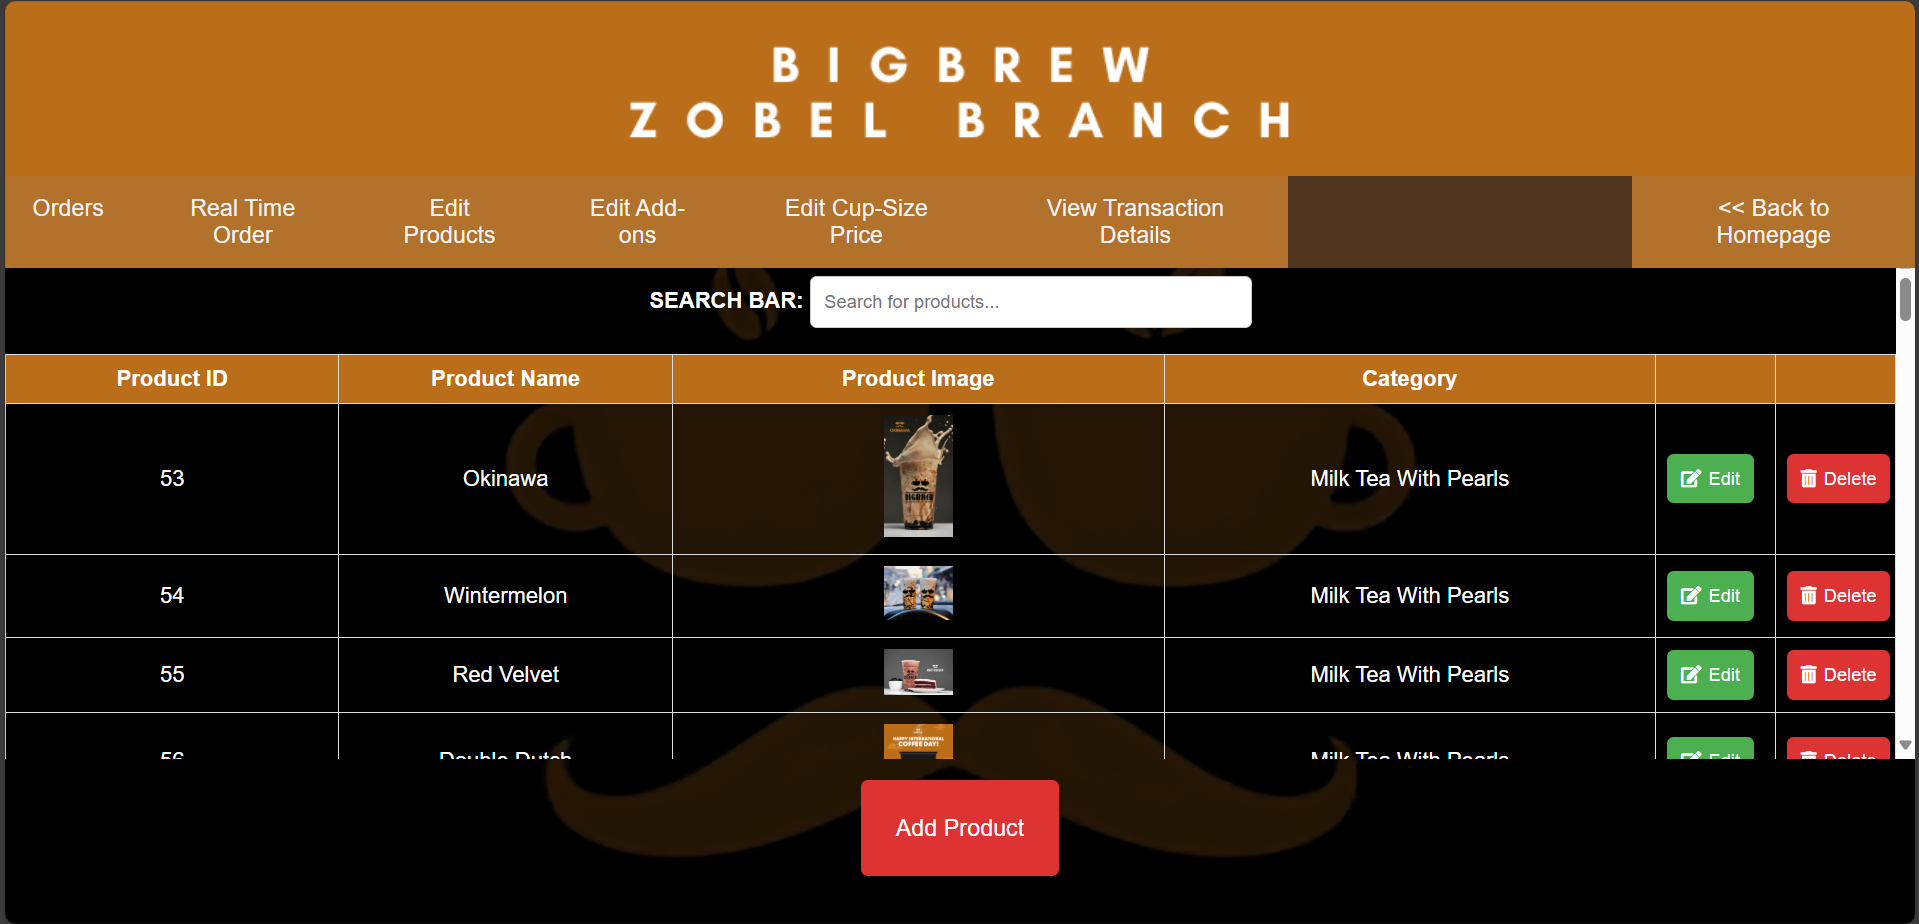 BIGBREW
ZOBEL BRANCH
Orders
Real Time
Order
Edit
Products
Edit Add-
ons
Edit Cup-Size
Price
View Transaction
Details
<< Back to
Homepage
SEARCH BAR: Search for products...
Product ID Product Name Product Image Category
53 Okinawa Milk Tea With Pearls Edit Delete
BIGBREW
54 Wintermelon Milk Tea With Pearls Edit Delete
55 Red Velvet Milk Tea With Pearls Edit Delete
HAPPY INTERNATIONAL
COFFEE DAY!
56 Double Dutch Milk Tea With Pearls Edit Delete
Add Product